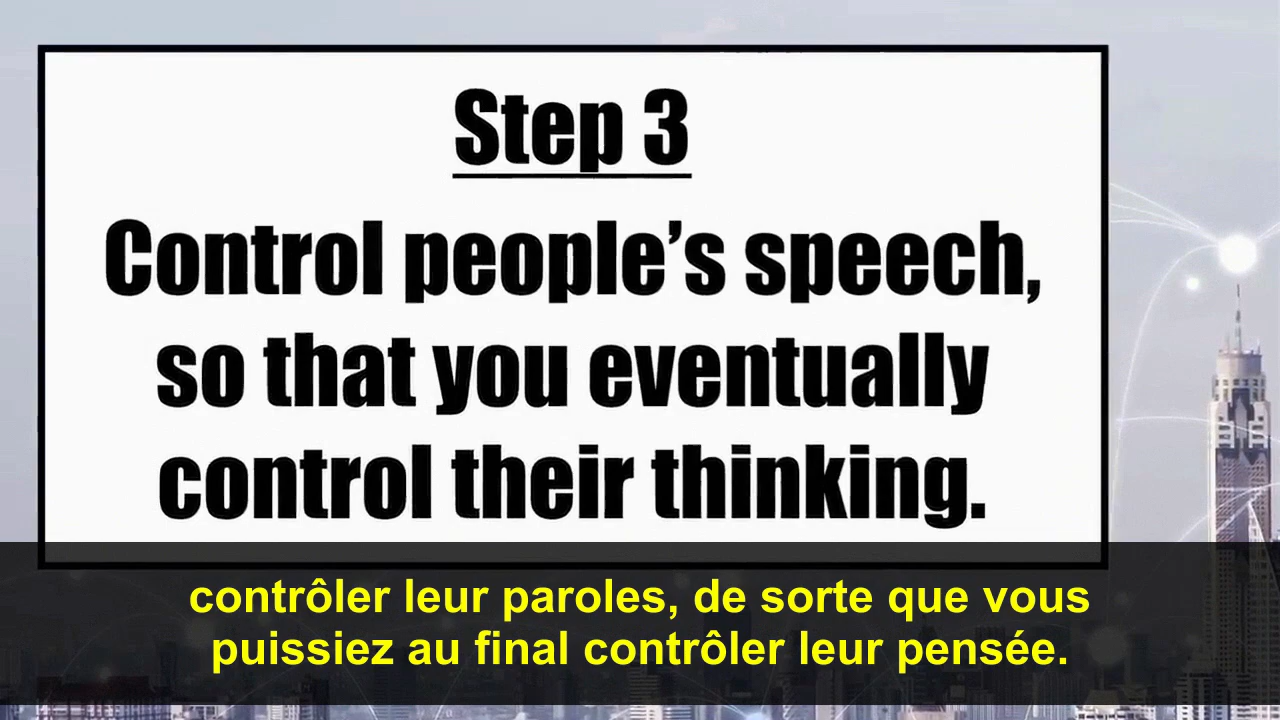 Step 3
Control people’s speech,
so that you eventually
control their thinking.
contrôler leur paroles, de sorte que vous
puissiez au final contrôler leur pensée.